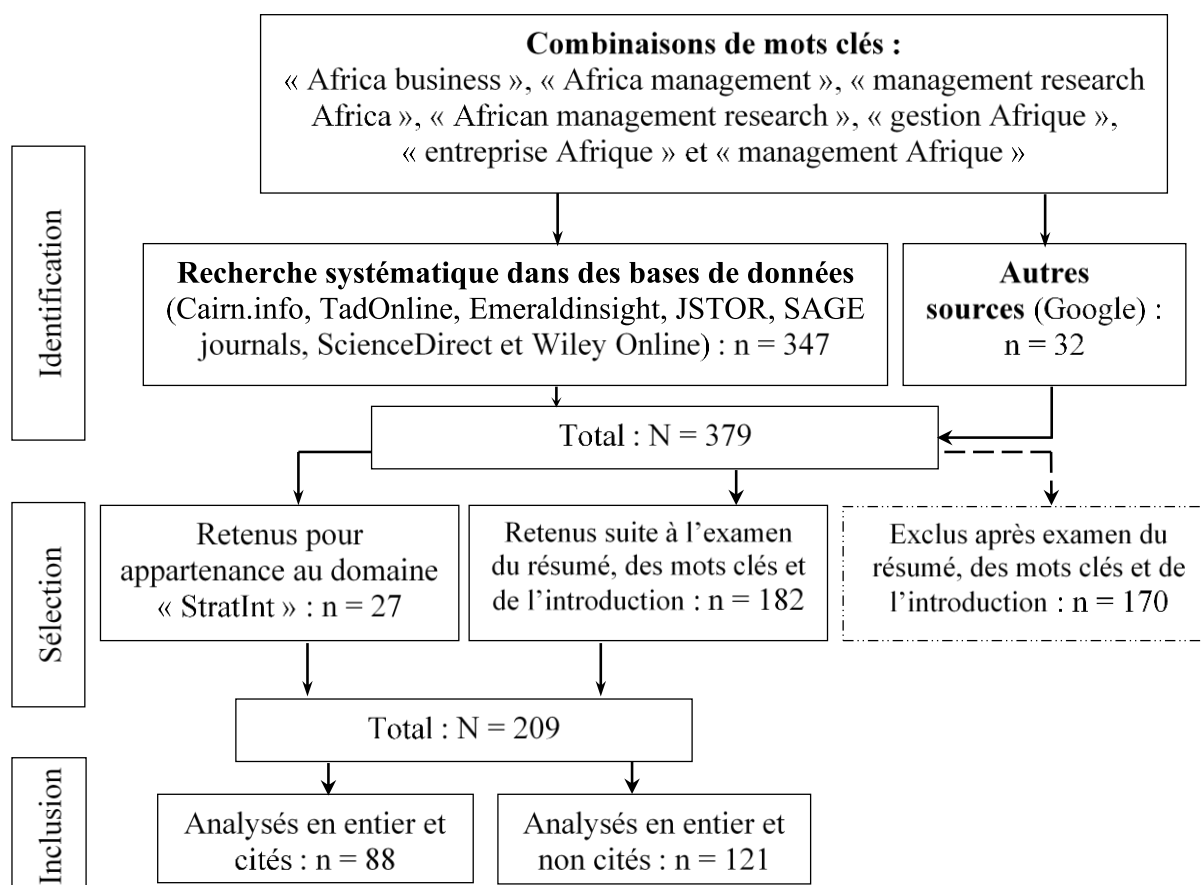 Combinaisons de mots clés :
« Africa business », « Africa management », « management research
Africa », « African management research », « gestion Afrique »,
« entreprise Afrique » et « management Afrique »
Identification
Recherche systématique dans des bases de données
(Cairn.info, TadOnline, Emeraldinsight, JSTOR, SAGE
journals, ScienceDirect et Wiley Online) : n = 347
Autres
sources (Google) :
n = 32
Total : N = 379
Sélection
Retenus pour
appartenance au domaine
« StratInt » : n = 27
Retenus suite à l’examen
du résumé, des mots clés et
de l’introduction : n = 182
Exclus après examen du
résumé, des mots clés et de
l’introduction : n = 170
Total : N = 209
Inclusion
Analysés en entier et
cités : n = 88
Analysés en entier et
non cités : n = 121